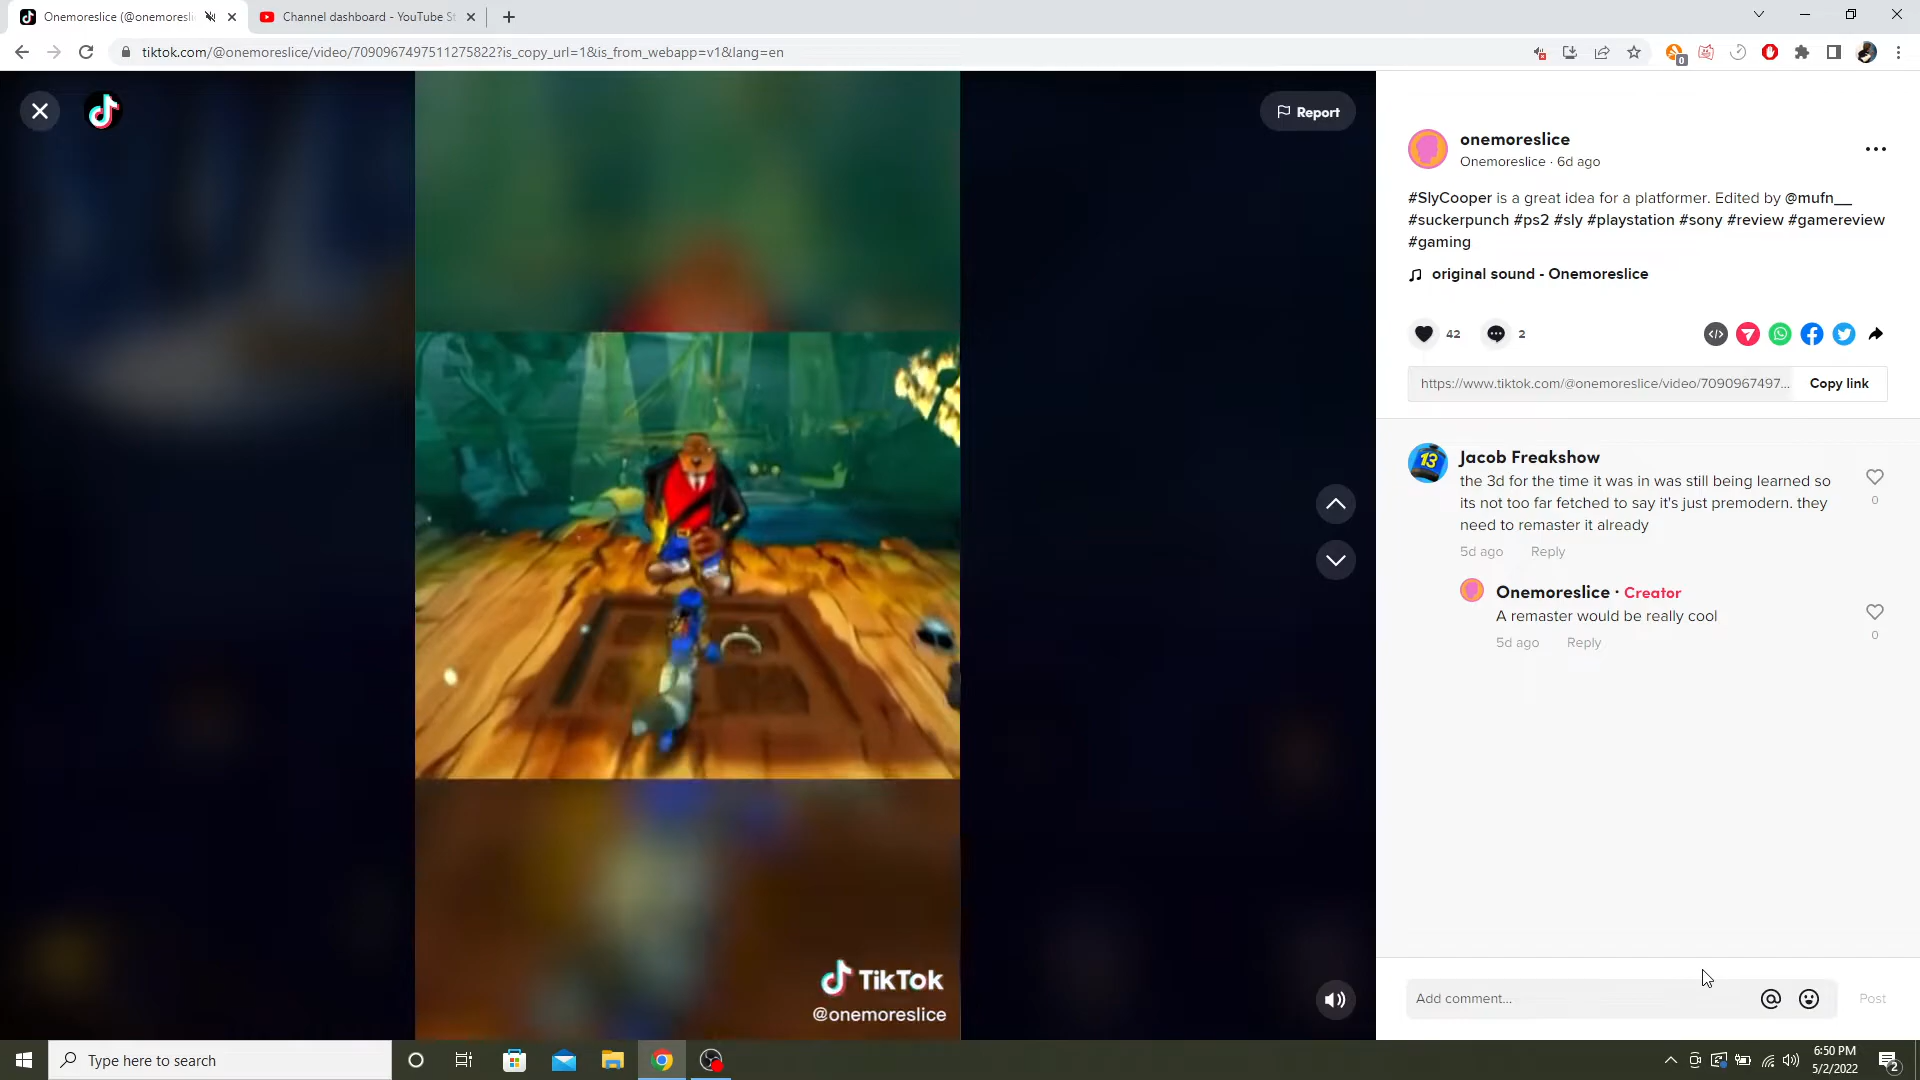 Onemoreslice (@onemoresli
Channel dashboard - YouTube St
tiktok.com/@onemoreslice/video/7090967497511275822?is_copy_url=1&is_from_webapp=v1&lang=en
0
Report
onemoreslice
Onemoreslice · 6d ago
#SlyCooper is a great idea for a platformer. Edited by @mufn__
#suckerpunch #ps2 #sly #playstation #sony #review #gamereview
#gaming
original sound - Onemoreslice
42
2
https://www.tiktok.com/@onemoreslice/video/7090967497...
Copy link
13
Jacob Freakshow
the 3d for the time it was in was still being learned so
its not too far fetched to say it's just premodern. they
need to remaster it already
0
5d ago Reply
Onemoreslice · Creator
A remaster would be really cool
0
5d ago Reply
TikTok
@onemoreslice
Add comment...
Post
Type here to search
6:50 PM
5/2/2022
2